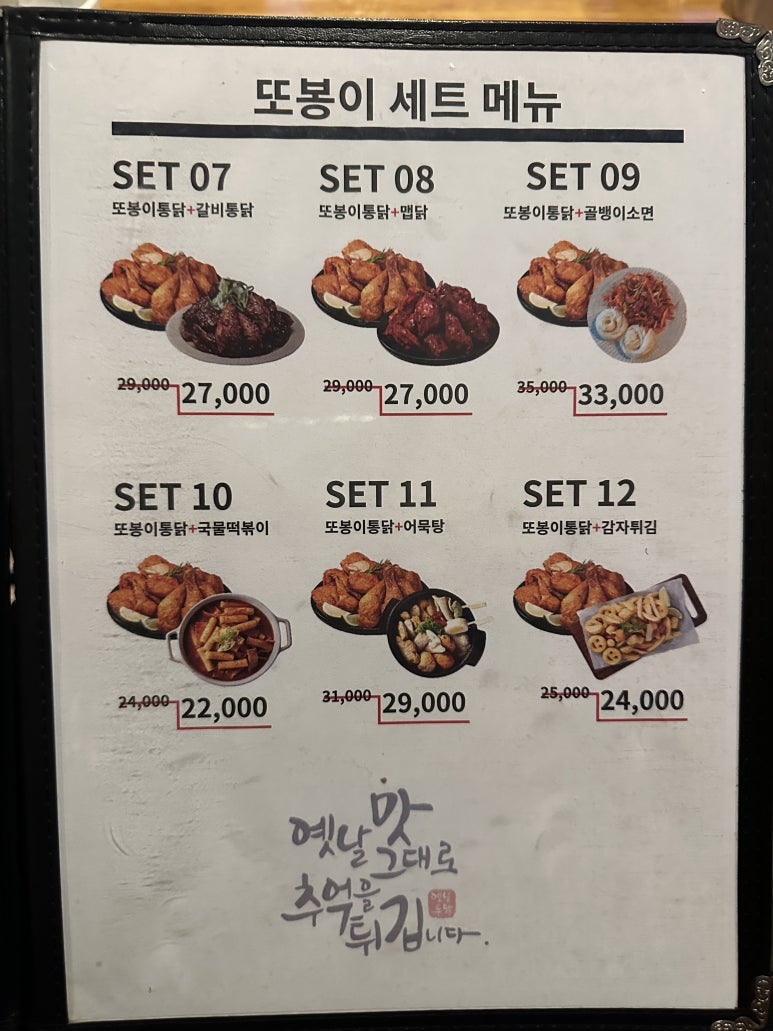 또봉이 세트 메뉴
SET 07
또봉이통닭+갈비통닭
29,000 27,000
SET 08
또봉이통닭+맵닭
29,000 27,000
SET 09
또봉이통닭+골뱅이소면
35,000 33,000
SET 10
또봉이통닭+국물떡볶이
24,000 22,000
SET 11
또봉이통닭+어묵탕
31,000 29,000
SET 12
또봉이통닭+감자튀김
25,000 24,000
옛날 맛
그대로
추억을
튀김니다.